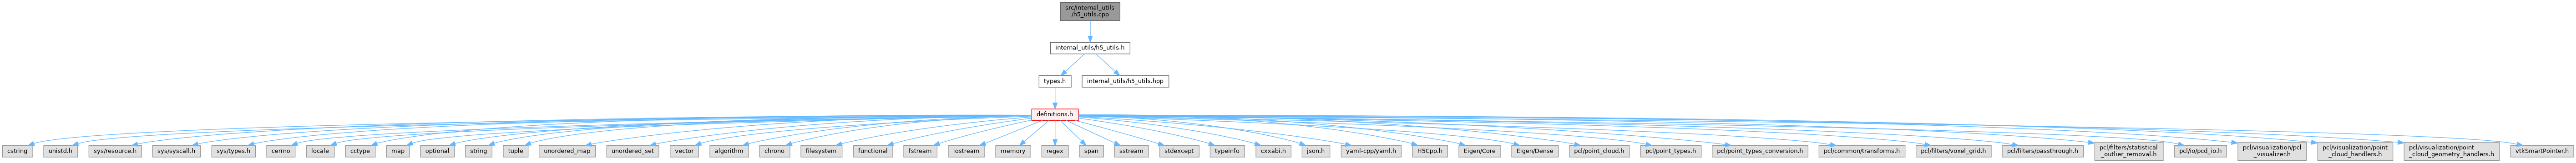 src/internal_utils
/h5_utils.cpp
internal_utils/h5_utils.h
types.h
internal_utils/h5_utils.hpp
definitions.h
cstring
unistd.h
sys/resource.h
sys/syscall.h
sys/types.h
cerrno
locale
cctype
map
optional
string
tuple
unordered_map
unordered_set
vector
algorithm
chrono
filesystem
functional
fstream
iostream
memory
regex
span
sstream
stdexcept
typeinfo
cxxabi.h
json.h
yaml-cpp/yaml.h
H5Cpp.h
Eigen/Core
Eigen/Dense
pcl/point_cloud.h
pcl/point_types.h
pcl/point_types_conversion.h
pcl/common/transforms.h
pcl/filters/voxel_grid.h
pcl/filters/passthrough.h
pcl/filters/statistical
_outlier_removal.h
pcl/io/pcd_io.h
pcl/visualization/pcl
_visualizer.h
pcl/visualization/point
_cloud_handlers.h
pcl/visualization/point
_cloud_geometry_handlers.h
vtkSmartPointer.h